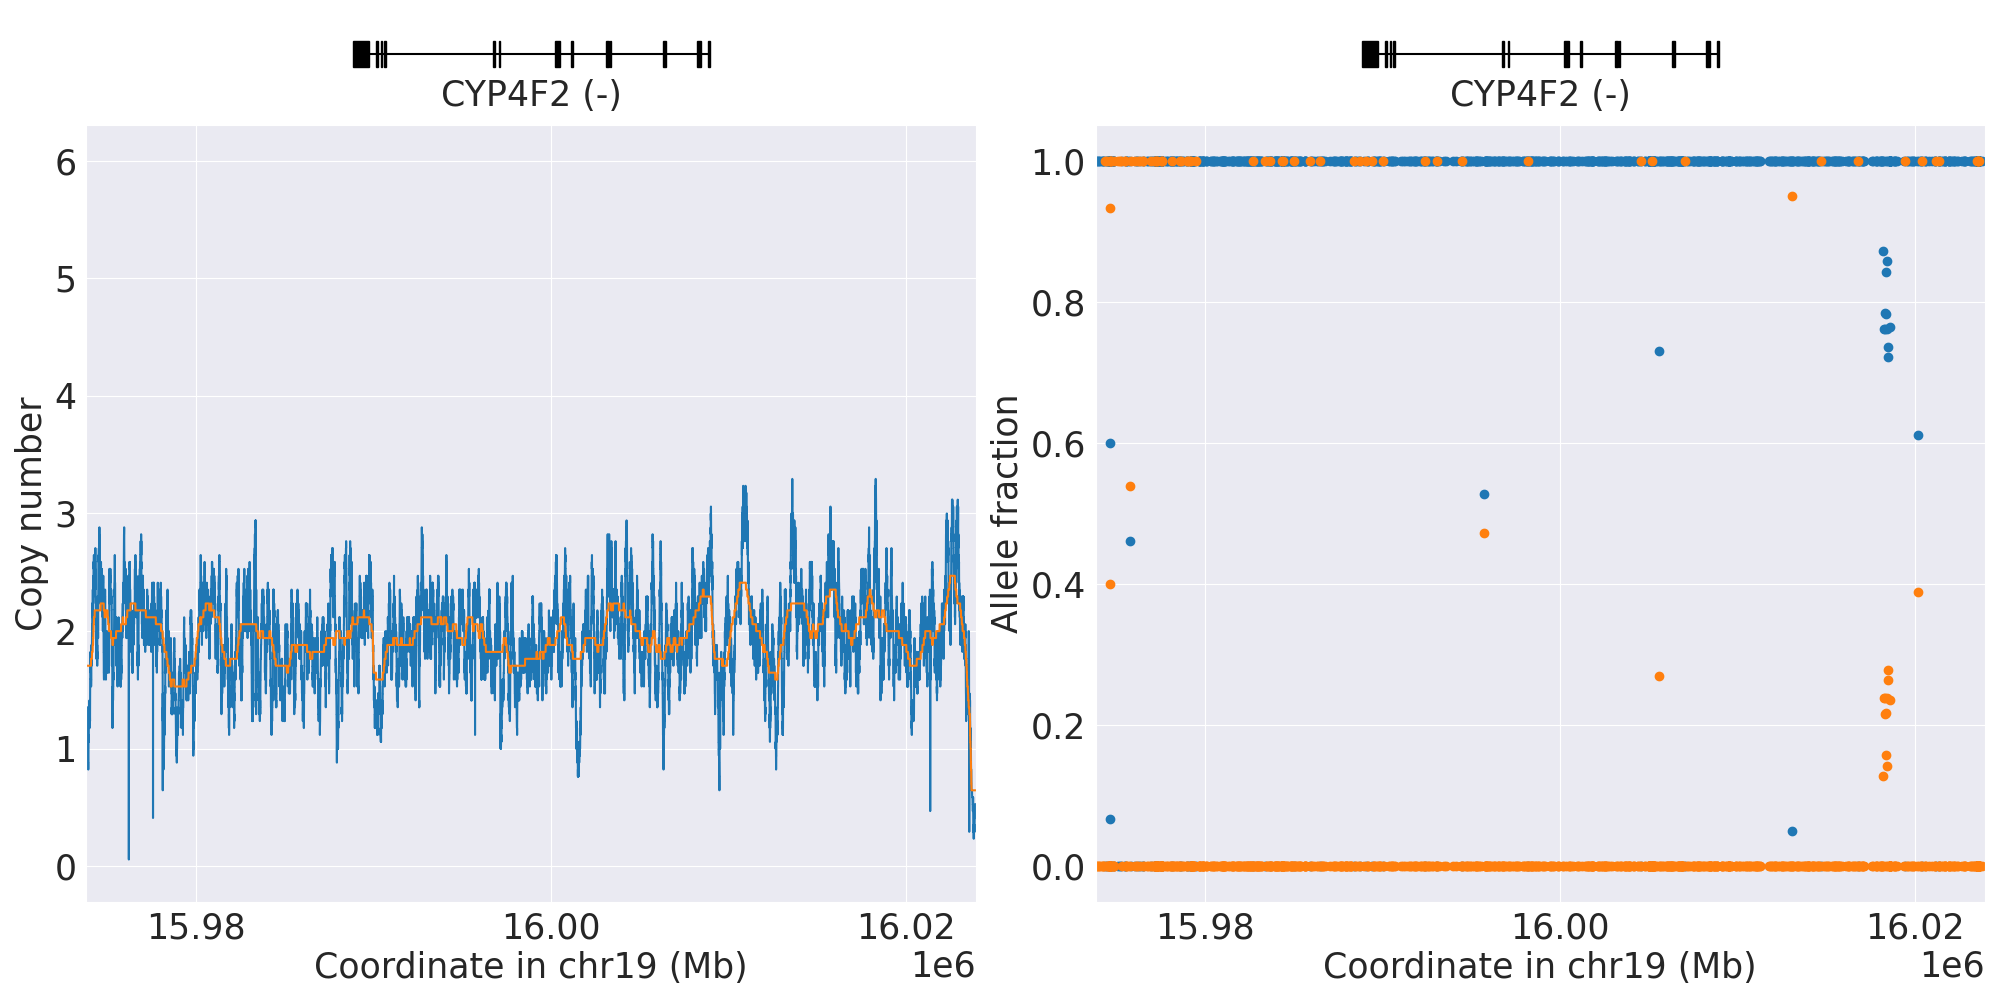 CYP4F2 (-)
Copy number
6
5
4
3
2
1
0
15.98
16.00
16.02
Coordinate in chr19 (Mb)
1e6
CYP4F2 (-)
Allele fraction
1.0
0.8
0.6
0.4
0.2
0.0
15.98
16.00
16.02
Coordinate in chr19 (Mb)
1e6